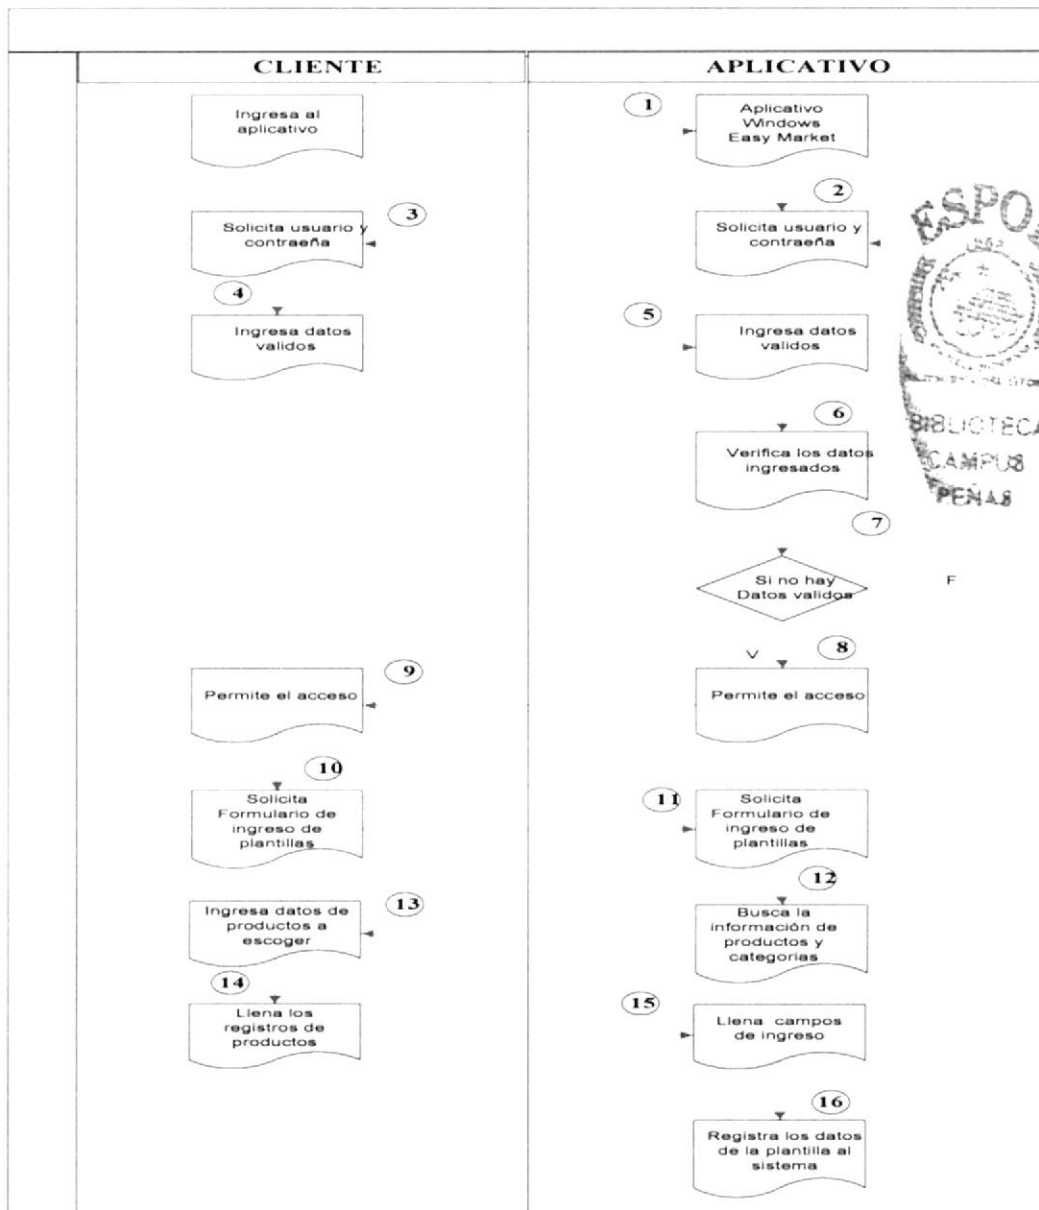 CLIENTE
APLICATIVO
Ingresa al
aplicativo
1
Aplicativo
Windows
Easy Market
2
3
Solicita usuario y
contraeña
Solicita usuario y
contraeña
4
Ingresa datos
validos
5
Ingresa datos
validos
6
Verifica los datos
ingresados
7
Si no hay
Datos validos
F
V
8
9
Permite el acceso
Permite el acceso
10
Solicita
Formulario de
ingreso de
plantillas
11
Solicita
Formulario de
ingreso de
plantillas
12
13
Ingresa datos de
productos a
escoger
Busca la
información de
productos y
categorias
14
Llena los
registros de
productos
15
Llena campos
de ingreso
16
Registra los datos
de la plantilla al
sistema
ESPO
BIBLIOTECA
CAMPUS
PEÑAS